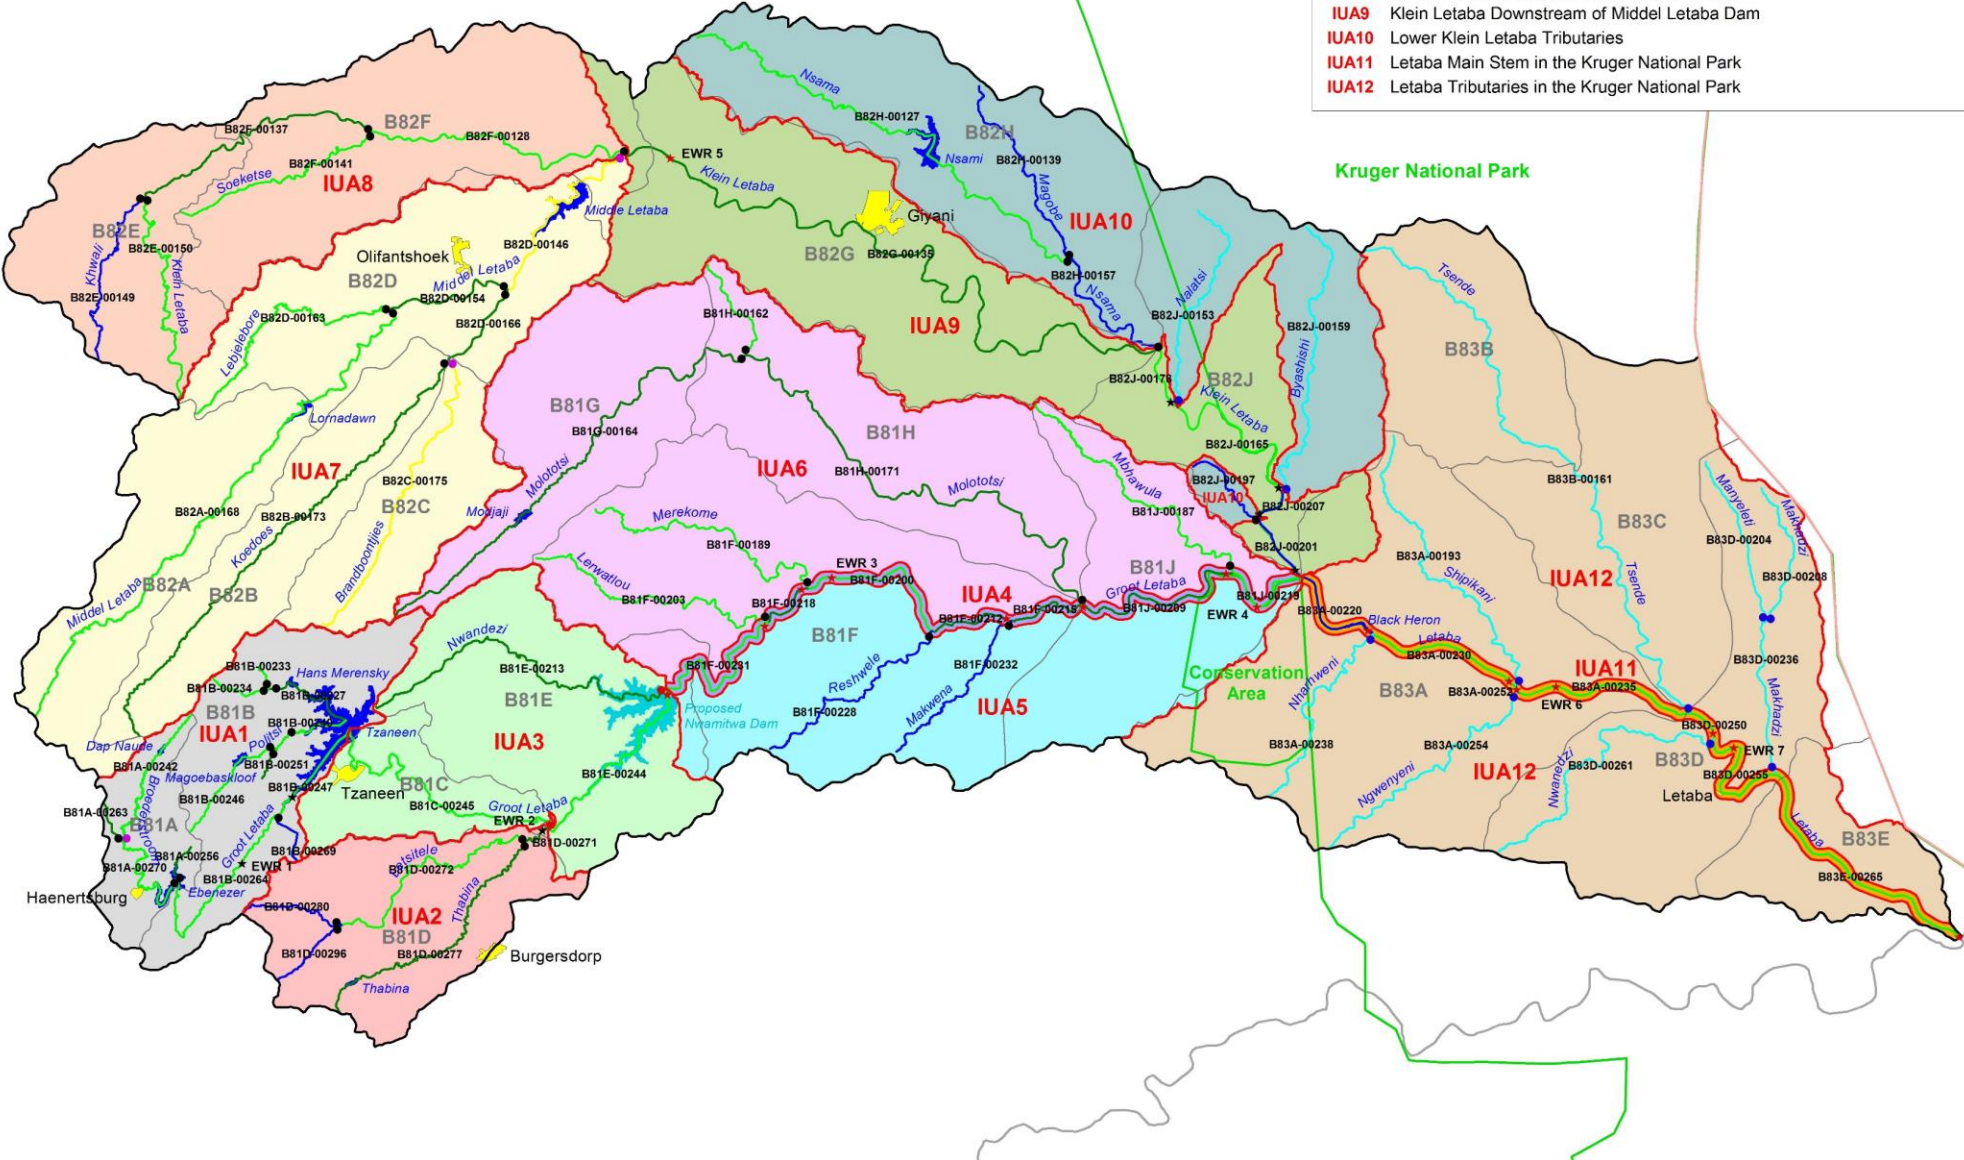 IUA9 Klein Letaba Downstream of Middel Letaba Dam
IUA10 Lower Klein Letaba Tributaries
IUA11 Letaba Main Stem in the Kruger National Park
IUA12 Letaba Tributaries in the Kruger National Park
Kruger National Park
Nsama
B82H-00127
B82H
B82F-00137
B82F
B82F-00128
EWR 5
Nsami
B82H-00139
B82F-00141
Soeketse
IUA8
Klein Letaba
Magobe
Middle Letaba
Giyani
IUA10
B82E
B82E-00150
Khwali
Klein Letaba
B82E-00149
Olifantshoek
B82D-00146
B82G
B82G-00135
B82D
Middel Letaba
B82D-00154
B82H-00157
Nsama
Nalatsi
Tsende
B82D-00163
B82D-00166
B81H-00162
IUA9
B82J-00153
B82J-00159
Lebjelebore
B82J-00178
B82J
Byashishi
B83B
Klein Letaba
Lornadawn
B81G
B81G-00164
B81H
B82J-00165
IUA7
IUA6
B81H-00171
Mbhawula
B82C-00175
B82C
Molototsi
Molototsi
B82J-00197
IUA10
B83B-00161
B82A-00168
B82B-00173
Modjaji
Merekome
B81J-00187
B82J-00207
B83C
Manyeleti
Makhadzi
Koedoes
Brandboontjies
B81F-00189
B82J-00201
B83A-00193
B83D-00204
Lerwatlou
EWR 3
B81F-00200
B81J
Shipikani
Tsende
IUA12
B83D-00208
B82A
B82B
Middel Letaba
B81F-00203
B81F-00218
IUA4
B81F-00212
B81F-00215
Groot Letaba
B81J-00209
B81J-00219
EWR 4
B83A-00220
Black Heron
Letaba
Nwandezi
B81F
B81F-00231
B83A-00230
B83D-00236
B81B-00233
Hans Merensky
B81E-00213
B81E
Reshwele
B81F-00232
Conservation
Area
Nhamweni
IUA11
B81B-00234
B81B
IUA1
Proposed
Nwamitwa Dam
B81F-00228
Makwena
IUA5
B83A
B83A-00252
B83A-00235
EWR 6
Makhadzi
Politsi
Tzaneen
IUA3
B83D-00250
Dap Naude
B81A-00242
B81B-00251
B83A-00238
B83A-00254
EWR 7
Magoebaskloof
B81E-00244
IUA12
B83D-00261
B83D
B83D-00255
Broederstroom
B81B-00247
Tzaneen
B81C
B81C-00245
Groot Letaba
Ngwenyeni
Nwanedzi
Letaba
B81B-00246
B81A-00263
B81A
EWR 2
Letaba
B83E
Groot Letaba
B81D-00271
B81A-00256
B81B-00269
Letsitele
B81A-00270
EWR 1
B81D-00272
B83E-00265
B81B-00264
Haenertsburg
Ebenezer
Thabina
B81D-00280
IUA2
B81D
B81D-00296
B81D-00277
Burgersdorp
Thabina